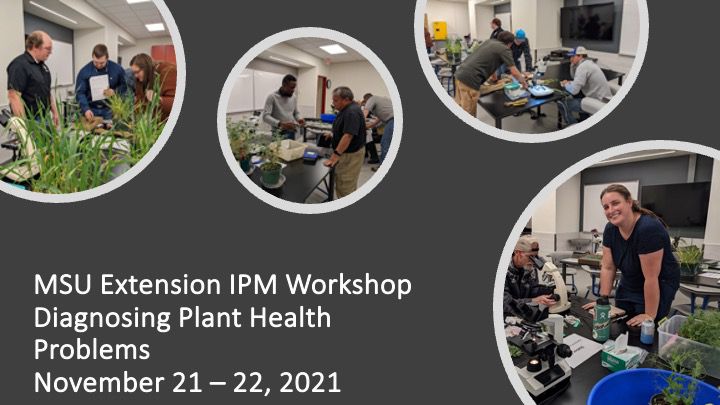 MSU Extension IPM Workshop
Diagnosing Plant Health
Problems
November 21 – 22, 2021